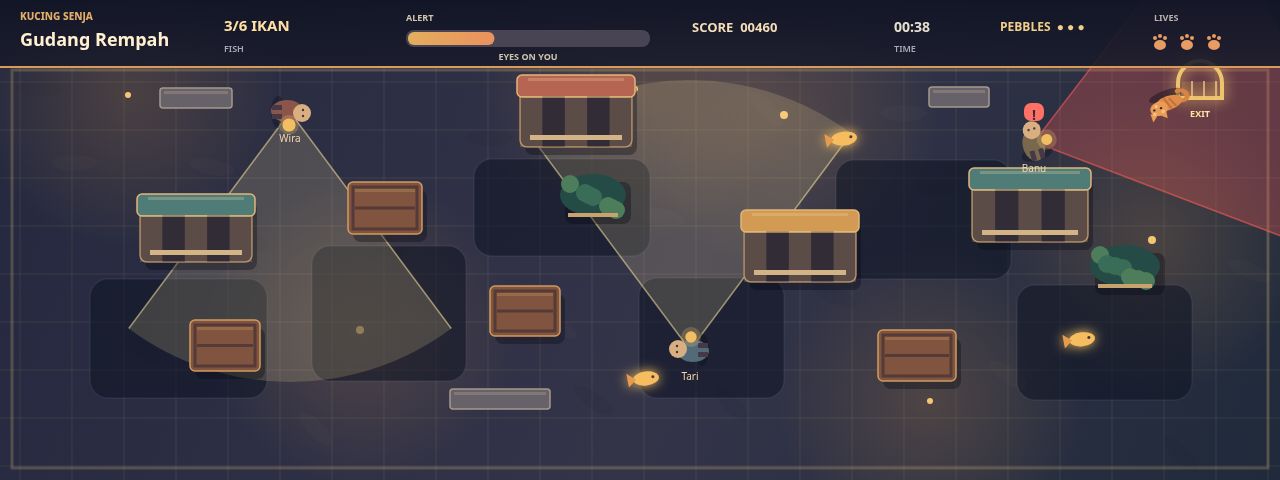 KUCING SENJA
Gudang Rempah
3/6 IKAN
FISH
ALERT
EYES ON YOU
SCORE 00460
00:38
TIME
PEBBLES
LIVES
EXIT
!
Wira
Banu
Tari